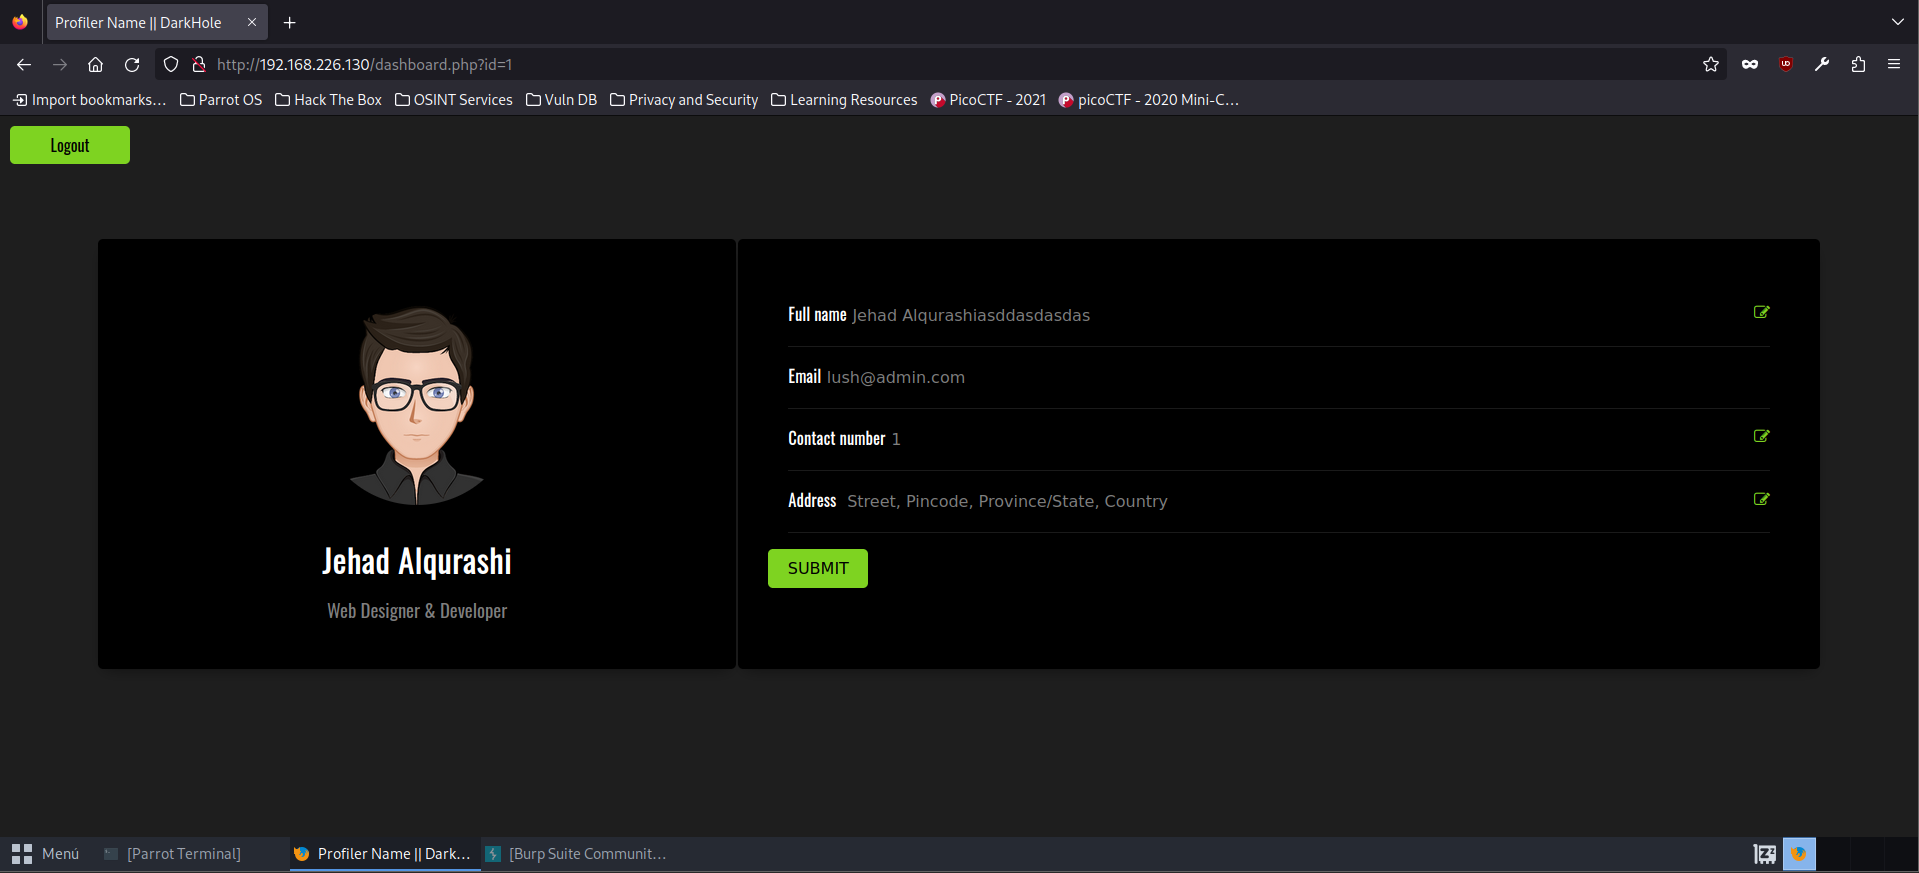 Profiler Name || DarkHole
http://192.168.226.130/dashboard.php?id=1
Import bookmarks... Parrot OS Hack The Box OSINT Services Vuln DB Privacy and Security Learning Resources PicoCTF - 2021 picoCTF - 2020 Mini-C...
Logout
Jehad Alqurashi
Web Designer & Developer
Full name Jehad Alqurashiasddasdasdas
Email lush@admin.com
Contact number 1
Address Street, Pincode, Province/State, Country
SUBMIT
Menú [Parrot Terminal] Profiler Name || Dark... [Burp Suite Communit...